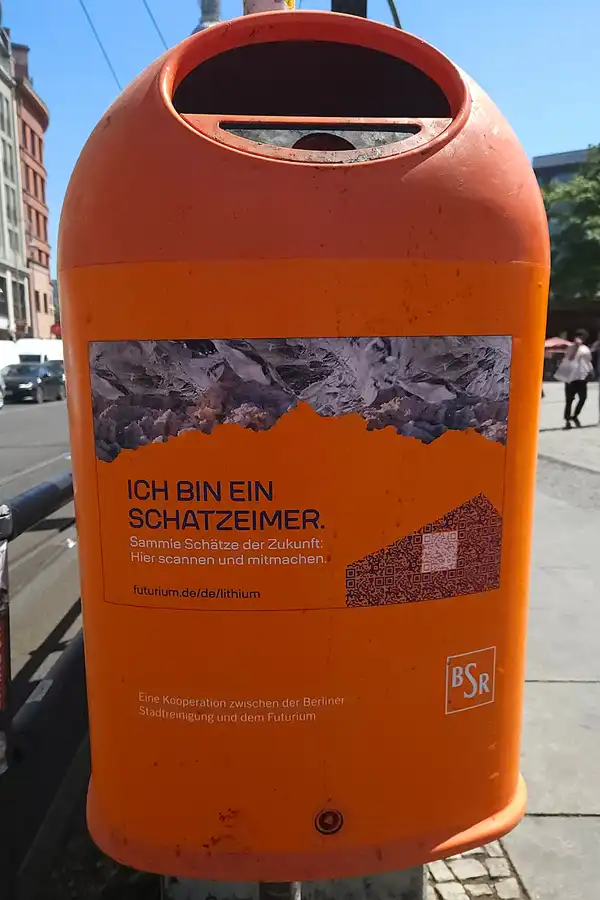 ICH BIN EIN
SCHATZEIMER.
Sammle Schätze der Zukunft:
Hier scannen und mitmachen.
futurium.de/de/lithium
BSR
Eine Kooperation zwischen der Berliner
Stadtreinigung und dem Futurium